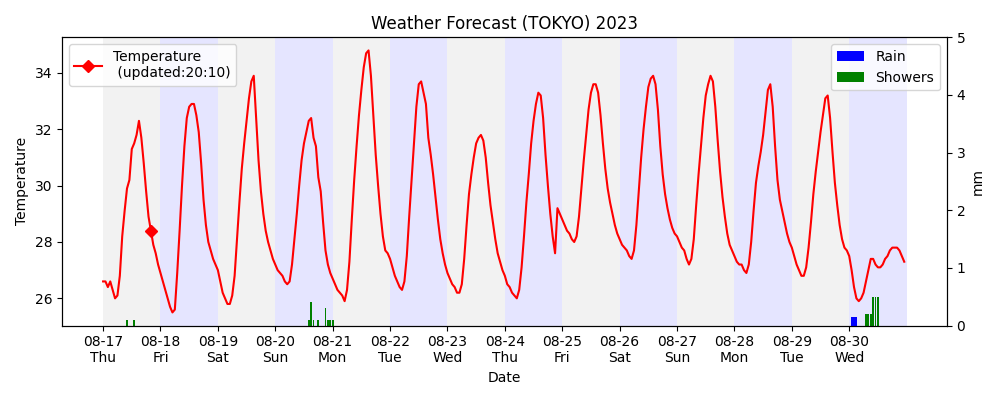 Weather Forecast (TOKYO) 2023
Temperature
(updated:20:10)
Rain
Showers
Temperature
34
32
30
28
26
5
4
3
2
1
0
mm
08-17 08-18 08-19 08-20 08-21 08-22 08-23 08-24 08-25 08-26 08-27 08-28 08-29 08-30
Thu Fri Sat Sun Mon Tue Wed Thu Fri Sat Sun Mon Tue Wed
Date